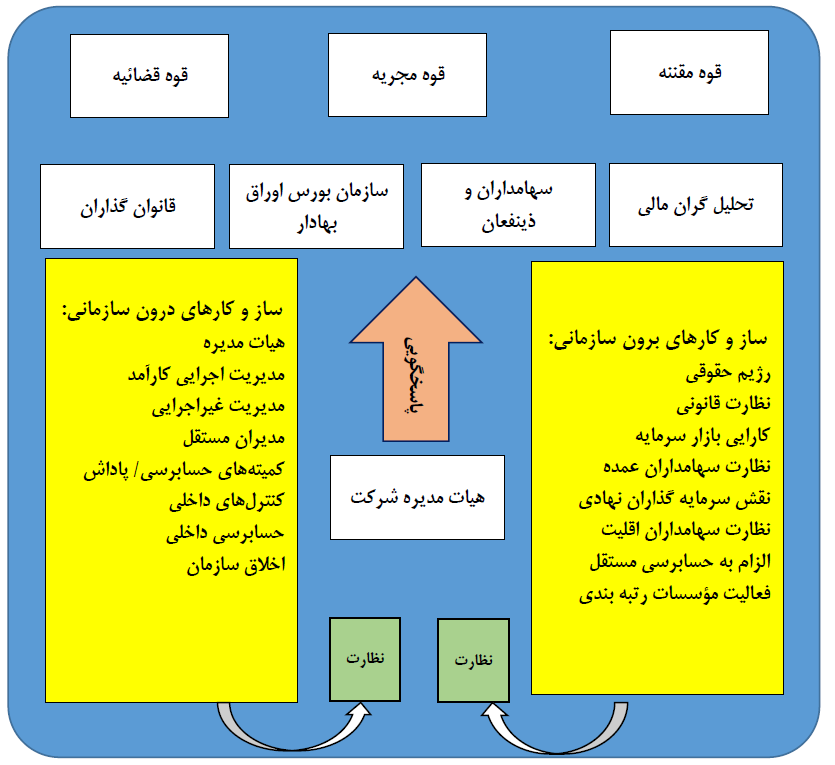 قوه مقننه
قوه مجریه
قوه قضائیه
تحلیل گران مالی
سهامداران و
ذینفعان
سازمان بورس اوراق
بهادار
قانوان گذاران
ساز و کارهای برون سازمانی:
رژیم حقوقی
نظارت قانونی
کارایی بازار سرمایه
نظارت سهامداران عمده
نقش سرمایه گذاران نهادی
نظارت سهامداران اقلیت
الزام به حسابرسی مستقل
فعالیت مؤسسات رتبه بندی
پاسخگویی
هیات مدیره شرکت
ساز و کارهای درون سازمانی:
هیات مدیره
مدیریت اجرایی کارآمد
مدیریت غیراجرایی
مدیران مستقل
کمیته‌های حسابرسی/ پاداش
کنترل‌های داخلی
حسابرسی داخلی
اخلاق سازمان
نظارت
نظارت